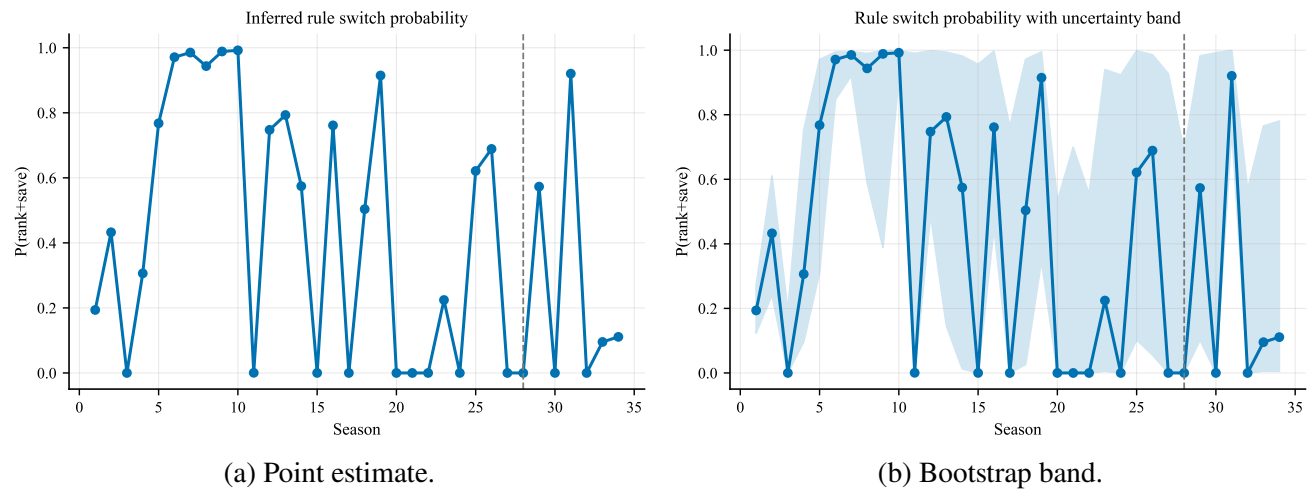 Inferred rule switch probability
P(rank+save)
1.0
0.8
0.6
0.4
0.2
0.0
0 5 10 15 20 25 30 35
Season
(a) Point estimate.
Rule switch probability with uncertainty band
P(rank+save)
1.0
0.8
0.6
0.4
0.2
0.0
0 5 10 15 20 25 30 35
Season
(b) Bootstrap band.